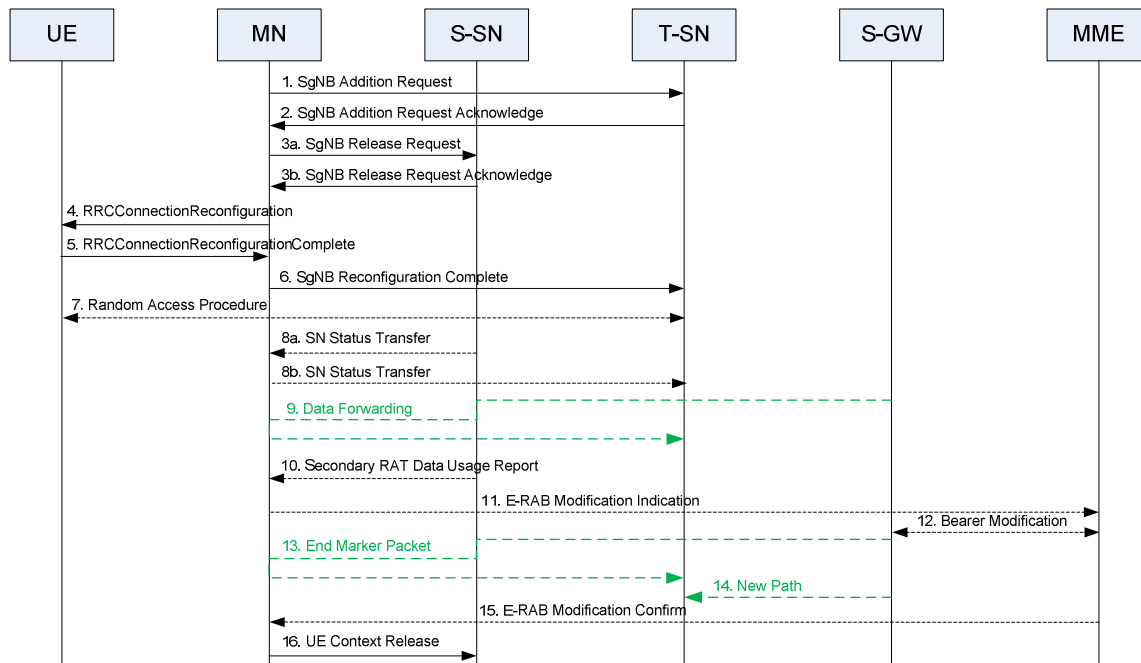 UE
MN
S-SN
T-SN
S-GW
MME
1. SgNB Addition Request
2. SgNB Addition Request Acknowledge
3a. SgNB Release Request
3b. SgNB Release Request Acknowledge
4. RRCConnectionReconfiguration
5. RRCConnectionReconfigurationComplete
6. SgNB Reconfiguration Complete
7. Random Access Procedure
8a. SN Status Transfer
8b. SN Status Transfer
9. Data Forwarding
10. Secondary RAT Data Usage Report
11. E-RAB Modification Indication
12. Bearer Modification
13. End Marker Packet
14. New Path
15. E-RAB Modification Confirm
16. UE Context Release